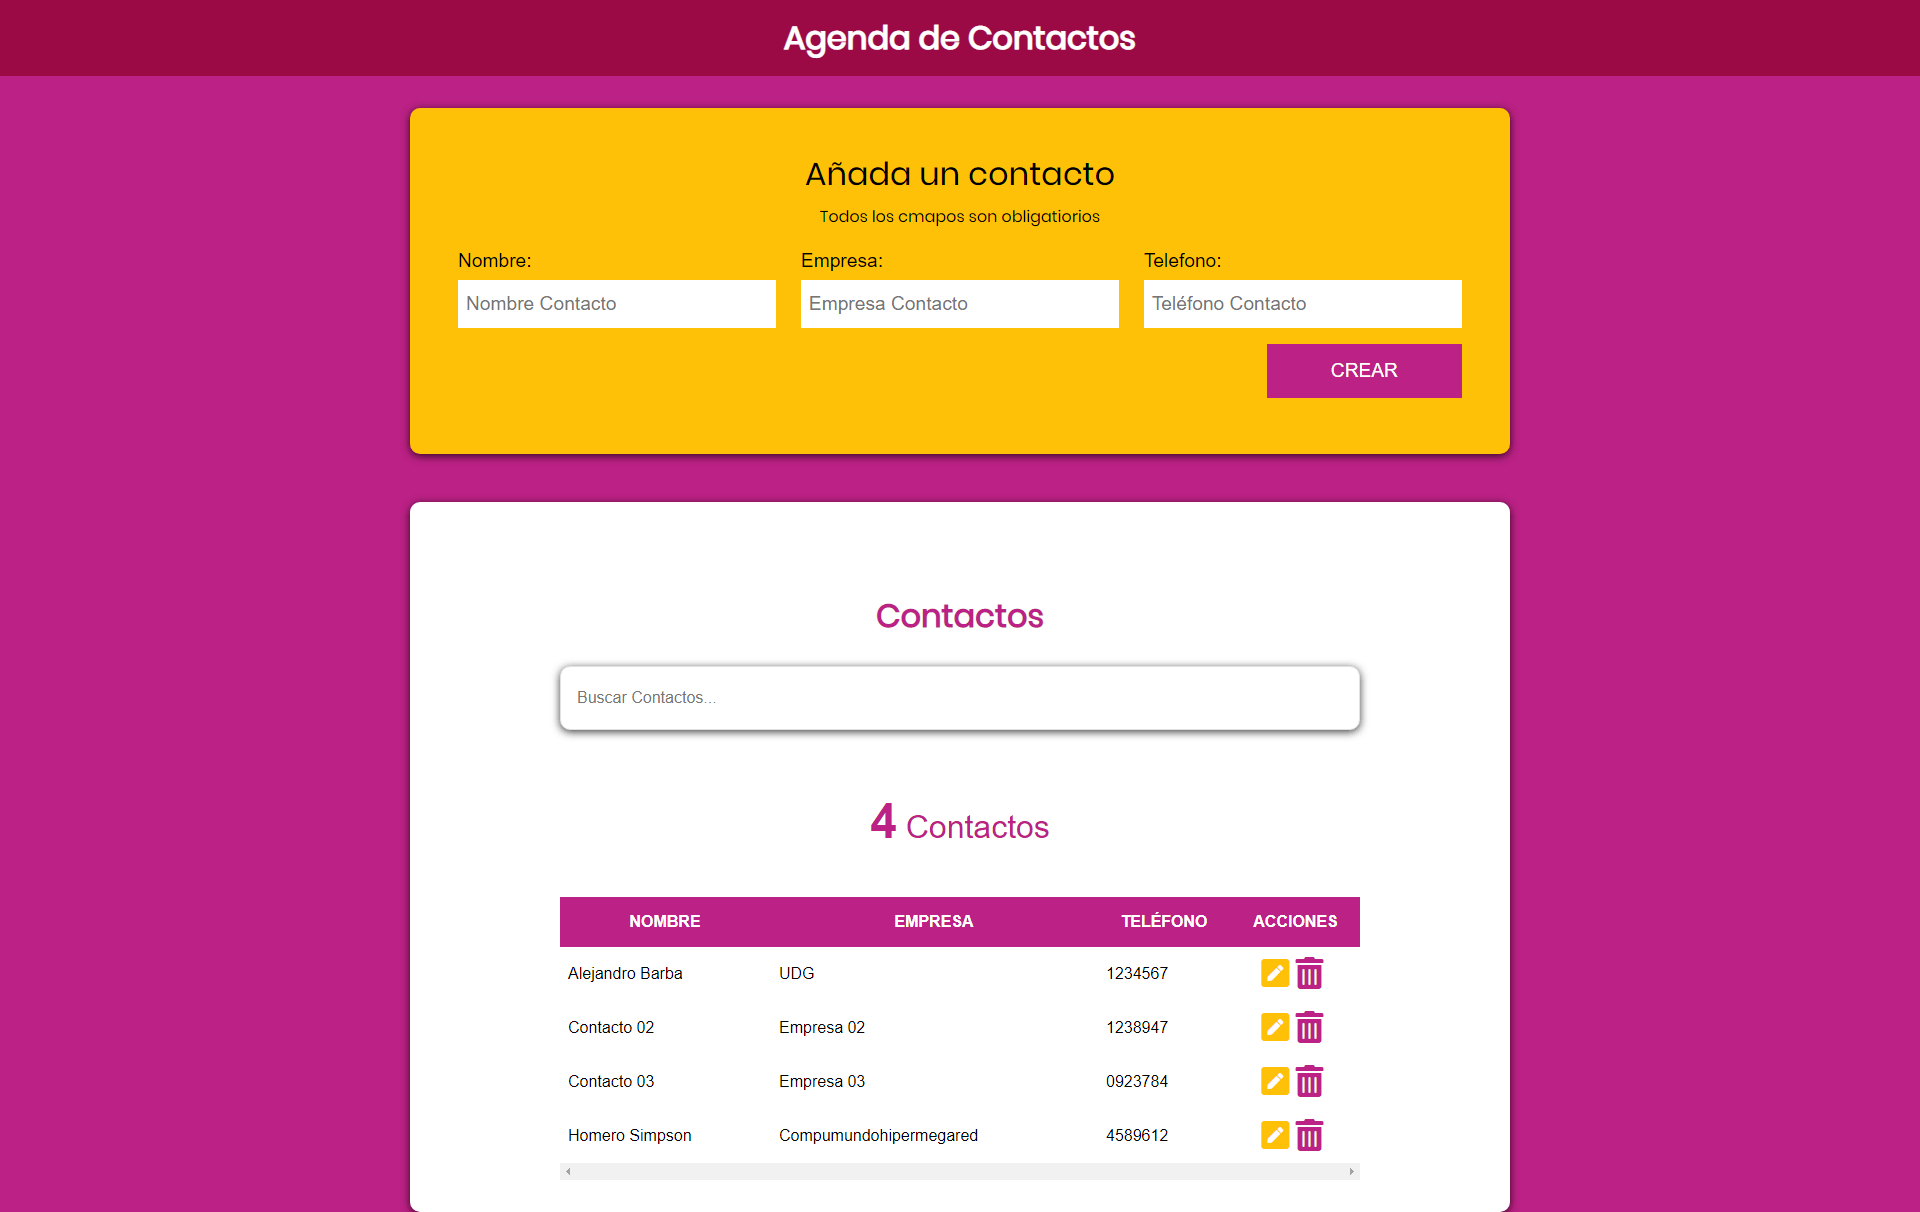 Agenda de Contactos
Añada un contacto
Todos los cmapos son obligatiorios
Nombre: Empresa: Telefono:
Nombre Contacto Empresa Contacto Teléfono Contacto
CREAR
Contactos
Buscar Contactos...
4 Contactos
NOMBRE EMPRESA TELÉFONO ACCIONES
Alejandro Barba UDG 1234567
Contacto 02 Empresa 02 1238947
Contacto 03 Empresa 03 0923784
Homero Simpson Compumundohipermegared 4589612